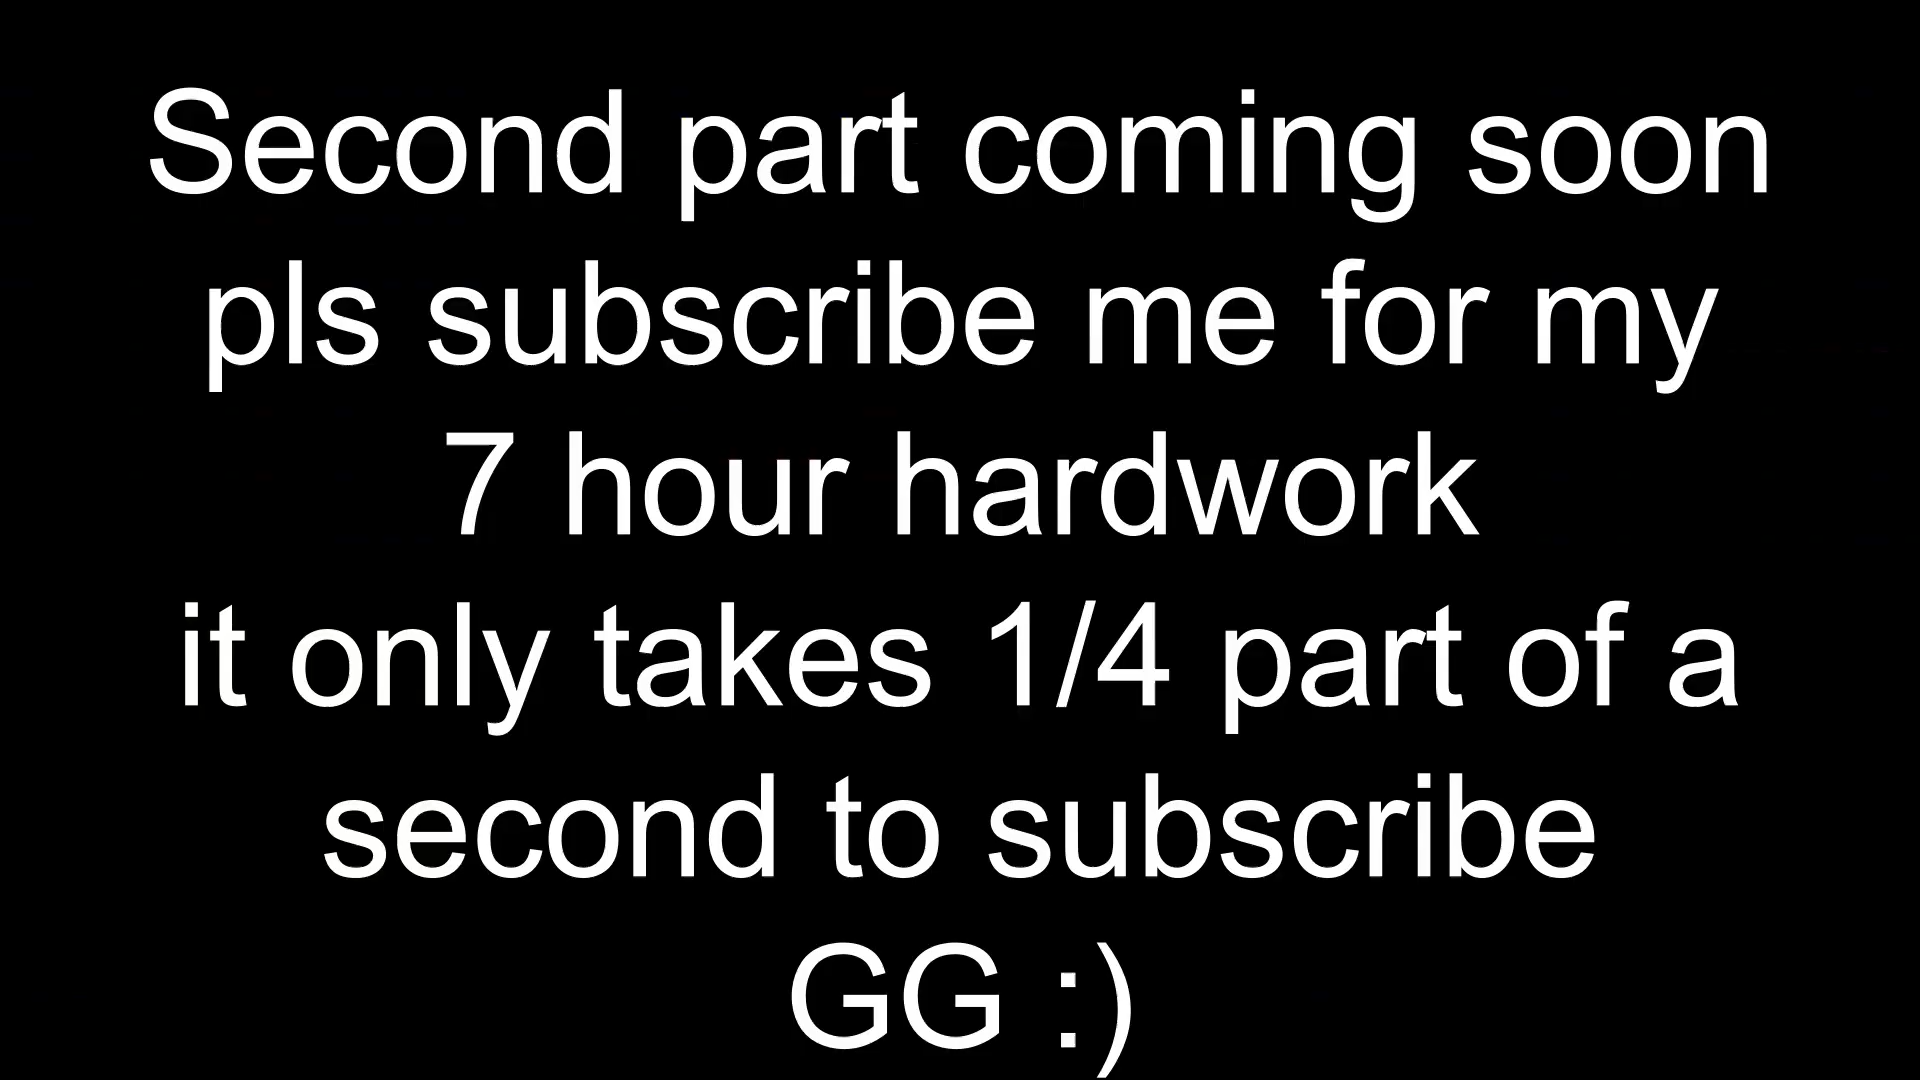 Second part coming soon
pls subscribe me for my
7 hour hardwork
it only takes 1/4 part of a
second to subscribe
GG :)